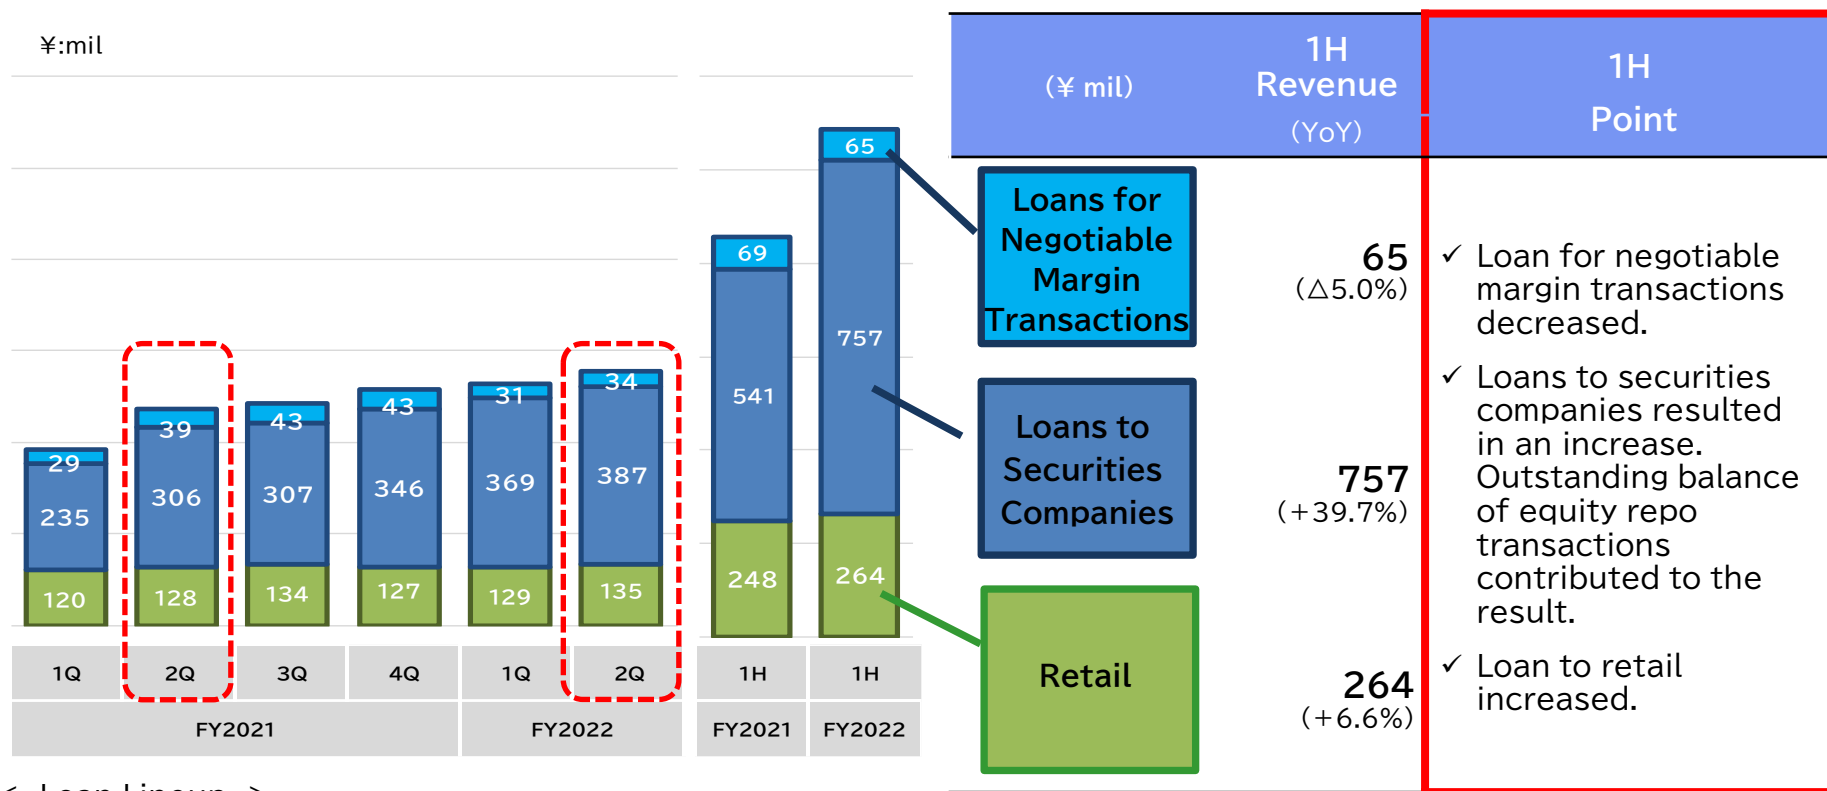 ¥:mil
65
69
757
541
34
31
43
43
39
29
387
369
346
307
306
235
264
248
135
129
127
134
128
120
1Q
2Q
3Q
4Q
1Q
2Q
1H
1H
FY2021
FY2022
FY2021
FY2022
(¥ mil)
1H
Revenue
(YoY)
1H
Point
Loans for
Negotiable
Margin
Transactions
65
(△5.0%)
✓ Loan for negotiable
margin transactions
decreased.
Loans to
Securities
Companies
757
(+39.7%)
✓ Loans to securities
companies resulted
in an increase.
Outstanding balance
of equity repo
transactions
contributed to the
result.
Retail
264
(+6.6%)
✓ Loan to retail
increased.
< Loan Lineup >